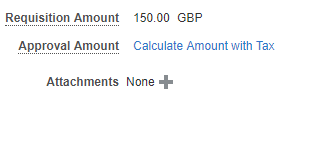 Requisition Amount 150.00 GBP
Approval Amount Calculate Amount with Tax
Attachments None